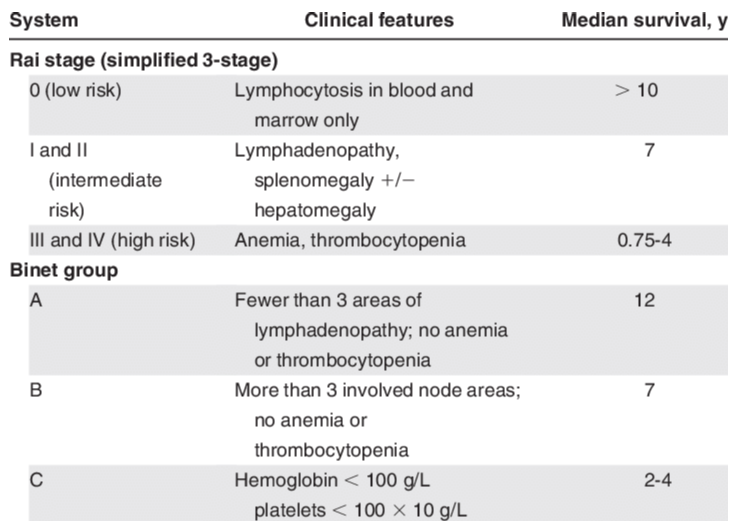 System Clinical features Median survival, y
Rai stage (simplified 3-stage)
0 (low risk) Lymphocytosis in blood and > 10
marrow only
I and II Lymphadenopathy, 7
(intermediate splenomegaly +/−
risk) hepatomegaly
III and IV (high risk) Anemia, thrombocytopenia 0.75-4
Binet group
A Fewer than 3 areas of 12
lymphadenopathy; no anemia
or thrombocytopenia
B More than 3 involved node areas; 7
no anemia or
thrombocytopenia
C Hemoglobin < 100 g/L 2-4
platelets < 100 × 10 g/L